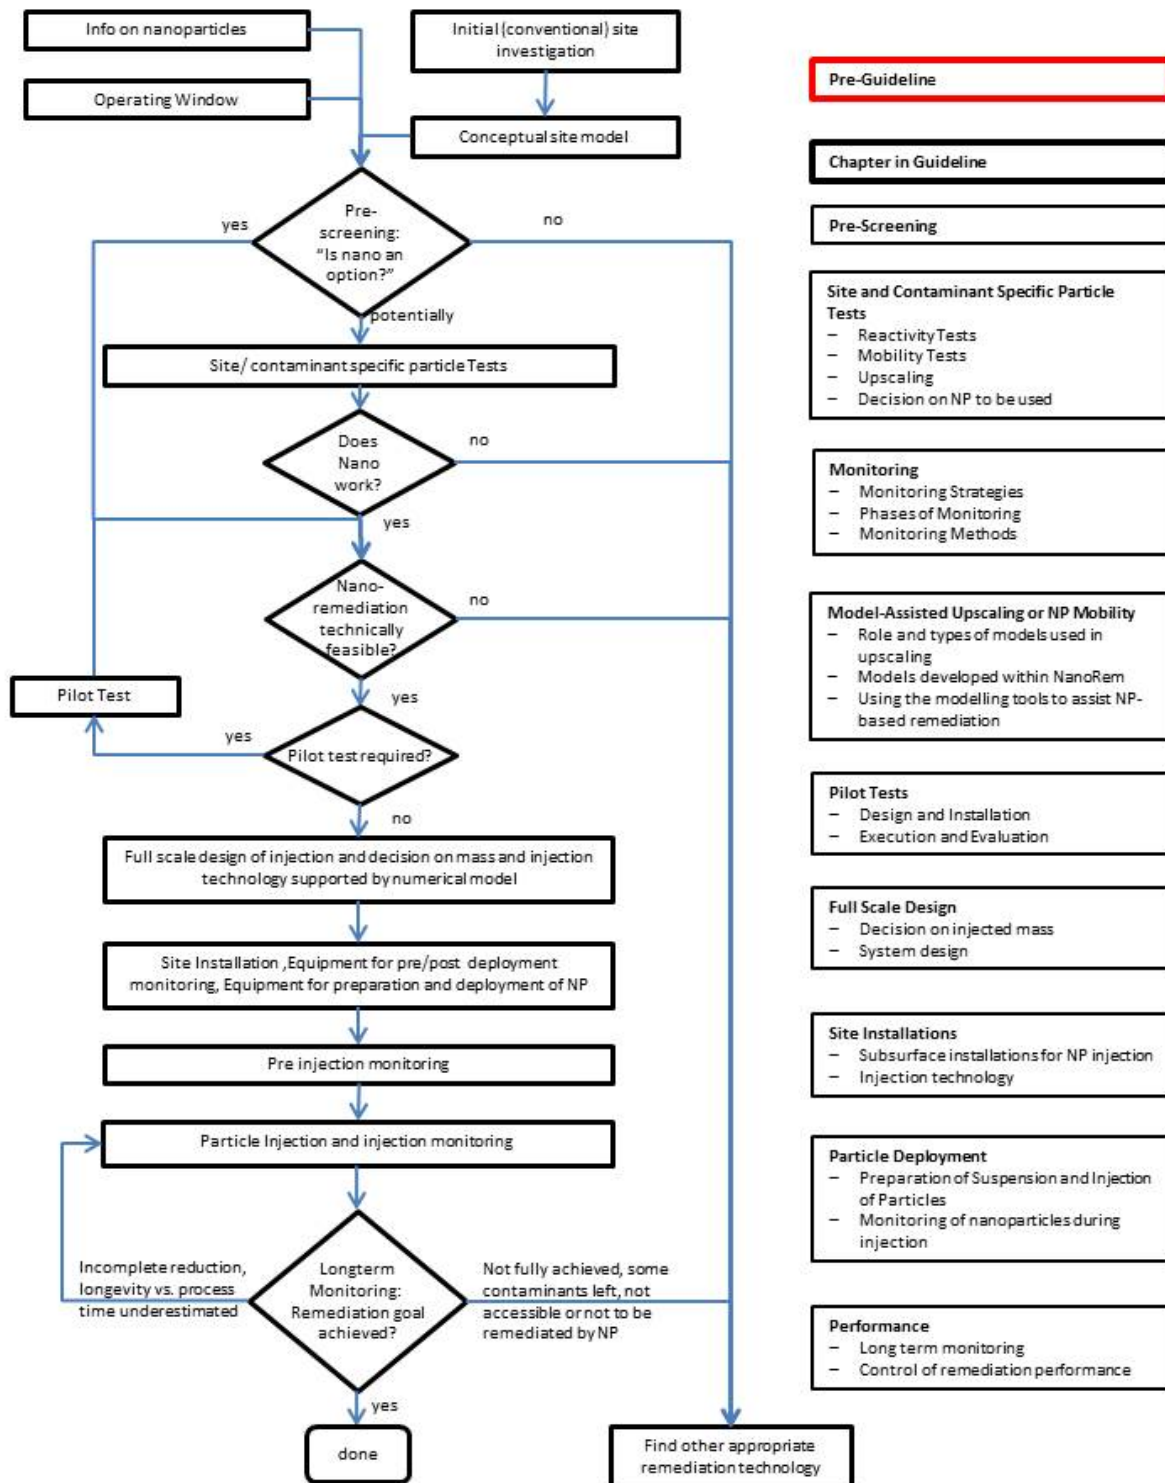 Info on nanoparticles
Initial (conventional) site
investigation
Operating Window
Conceptual site model
Pre-
screening:
"Is nano an
option?"
yes
no
potentially
Site/ contaminant specific particle Tests
Does
Nano
work?
no
yes
Nano-
remediation
technically
feasible?
no
yes
Pilot Test
yes
Pilot test required?
no
Full scale design of injection and decision on mass and injection
technology supported by numerical model
Site Installation ,Equipment for pre/post deployment
monitoring, Equipment for preparation and deployment of NP
Pre injection monitoring
Particle Injection and injection monitoring
Incomplete reduction,
longevity vs. process
time underestimated
Longterm
Monitoring:
Remediation goal
achieved?
Not fully achieved, some
contaminants left, not
accessible or not to be
remediated by NP
yes
done
Find other appropriate
remediation technology
Pre-Guideline
Chapter in Guideline
Pre-Screening
Site and Contaminant Specific Particle
Tests
– Reactivity Tests
– Mobility Tests
– Upscaling
– Decision on NP to be used
Monitoring
– Monitoring Strategies
– Phases of Monitoring
– Monitoring Methods
Model-Assisted Upscaling or NP Mobility
– Role and types of models used in
upscaling
– Models developed within NanoRem
– Using the modelling tools to assist NP-
based remediation
Pilot Tests
– Design and Installation
– Execution and Evaluation
Full Scale Design
– Decision on injected mass
– System design
Site Installations
– Subsurface installations for NP injection
– Injection technology
Particle Deployment
– Preparation of Suspension and Injection
of Particles
– Monitoring of nanoparticles during
injection
Performance
– Long term monitoring
– Control of remediation performance